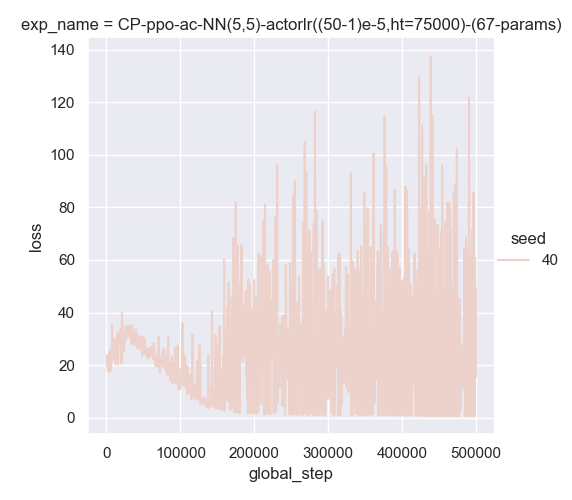 exp_name = CP-ppo-ac-NN(5,5)-actorlr((50-1)e-5,ht=75000)-(67-params)
140
120
100
80
60
40
20
0
loss
0 100000 200000 300000 400000 500000
global_step
seed
40